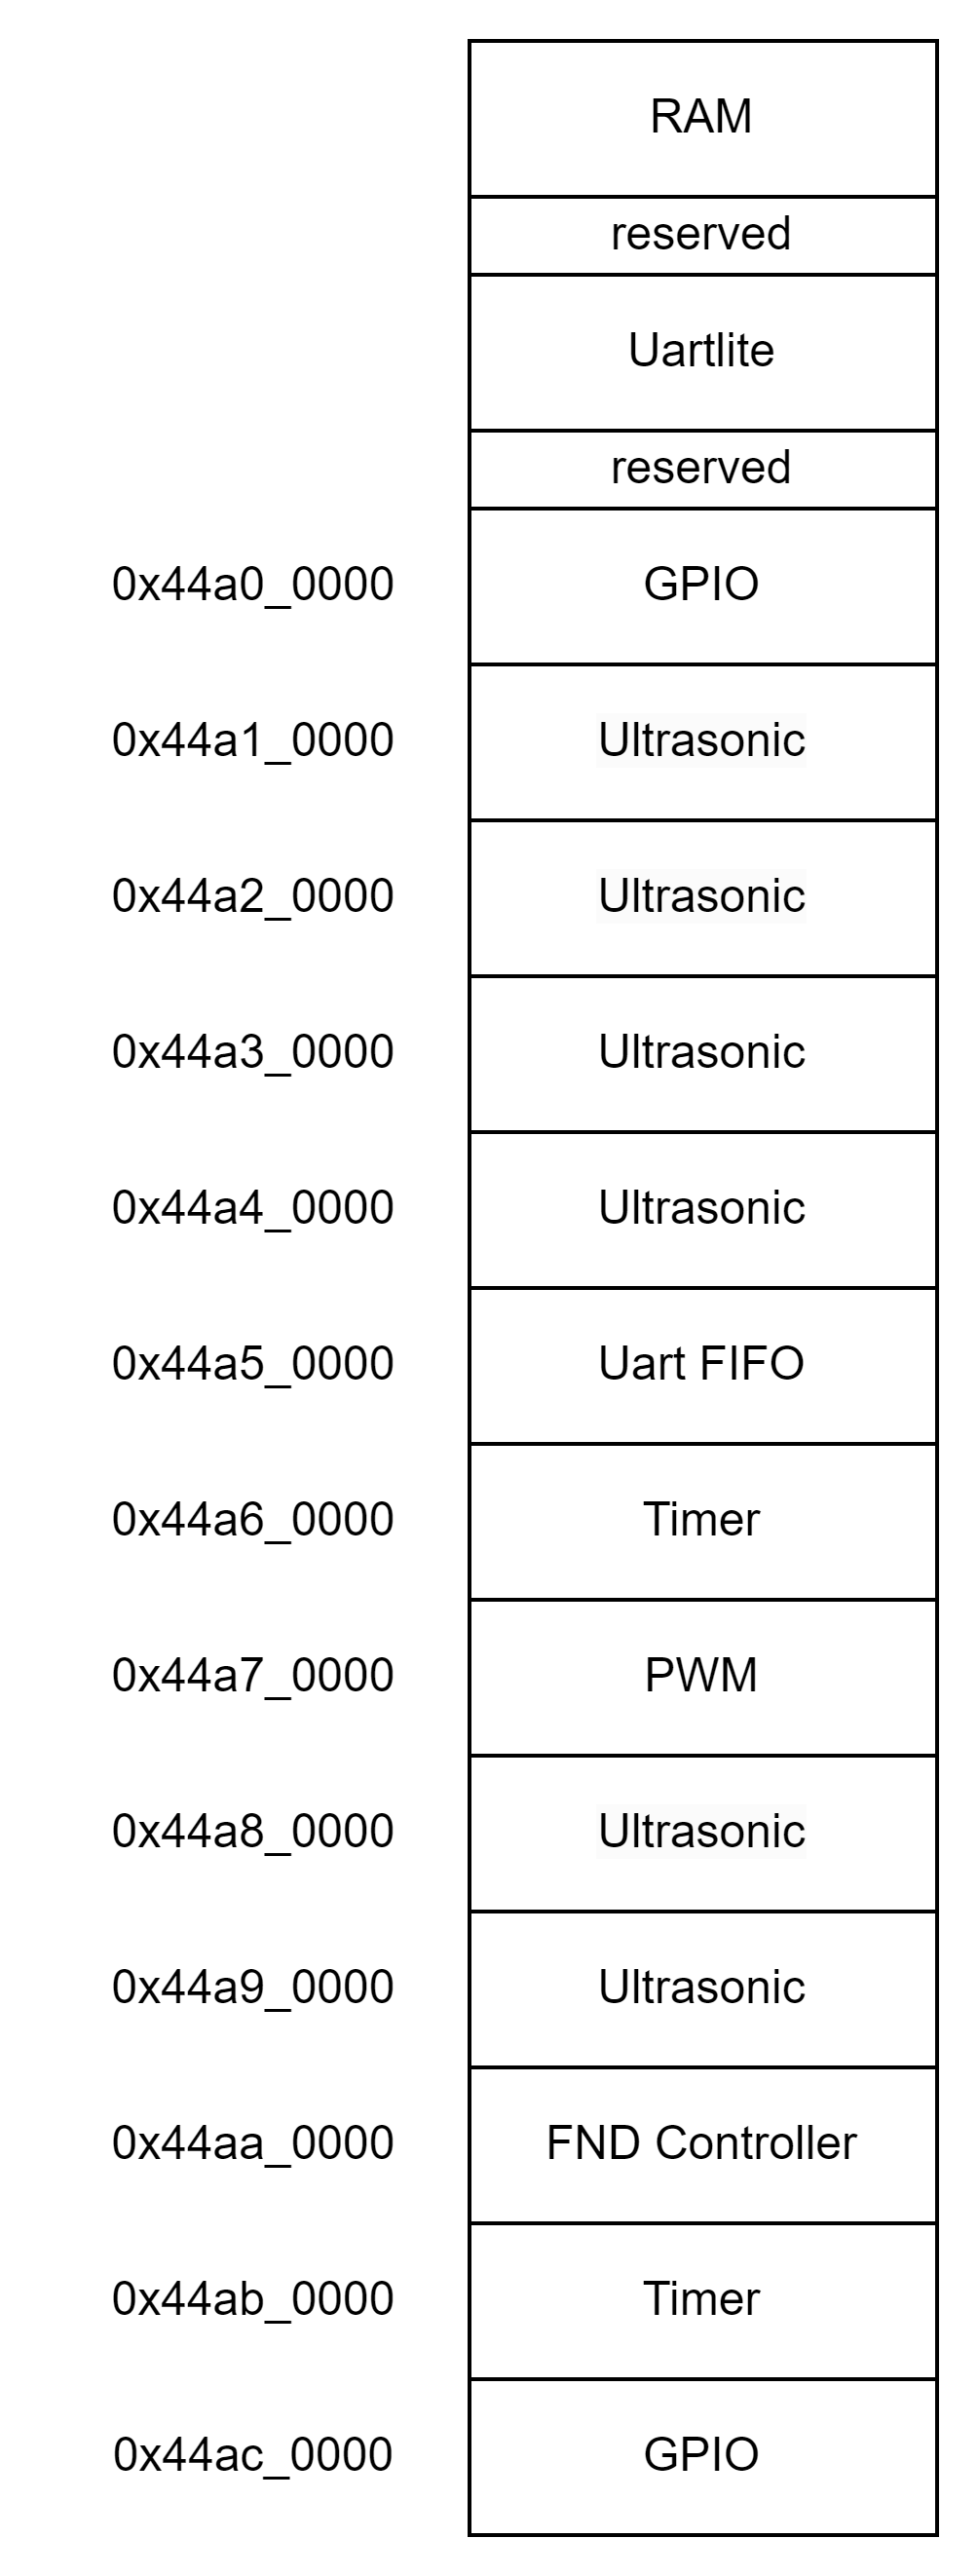 RAM
reserved
Uartlite
reserved
0x44a0_0000 GPIO
0x44a1_0000 Ultrasonic
0x44a2_0000 Ultrasonic
0x44a3_0000 Ultrasonic
0x44a4_0000 Ultrasonic
0x44a5_0000 Uart FIFO
0x44a6_0000 Timer
0x44a7_0000 PWM
0x44a8_0000 Ultrasonic
0x44a9_0000 Ultrasonic
0x44aa_0000 FND Controller
0x44ab_0000 Timer
0x44ac_0000 GPIO